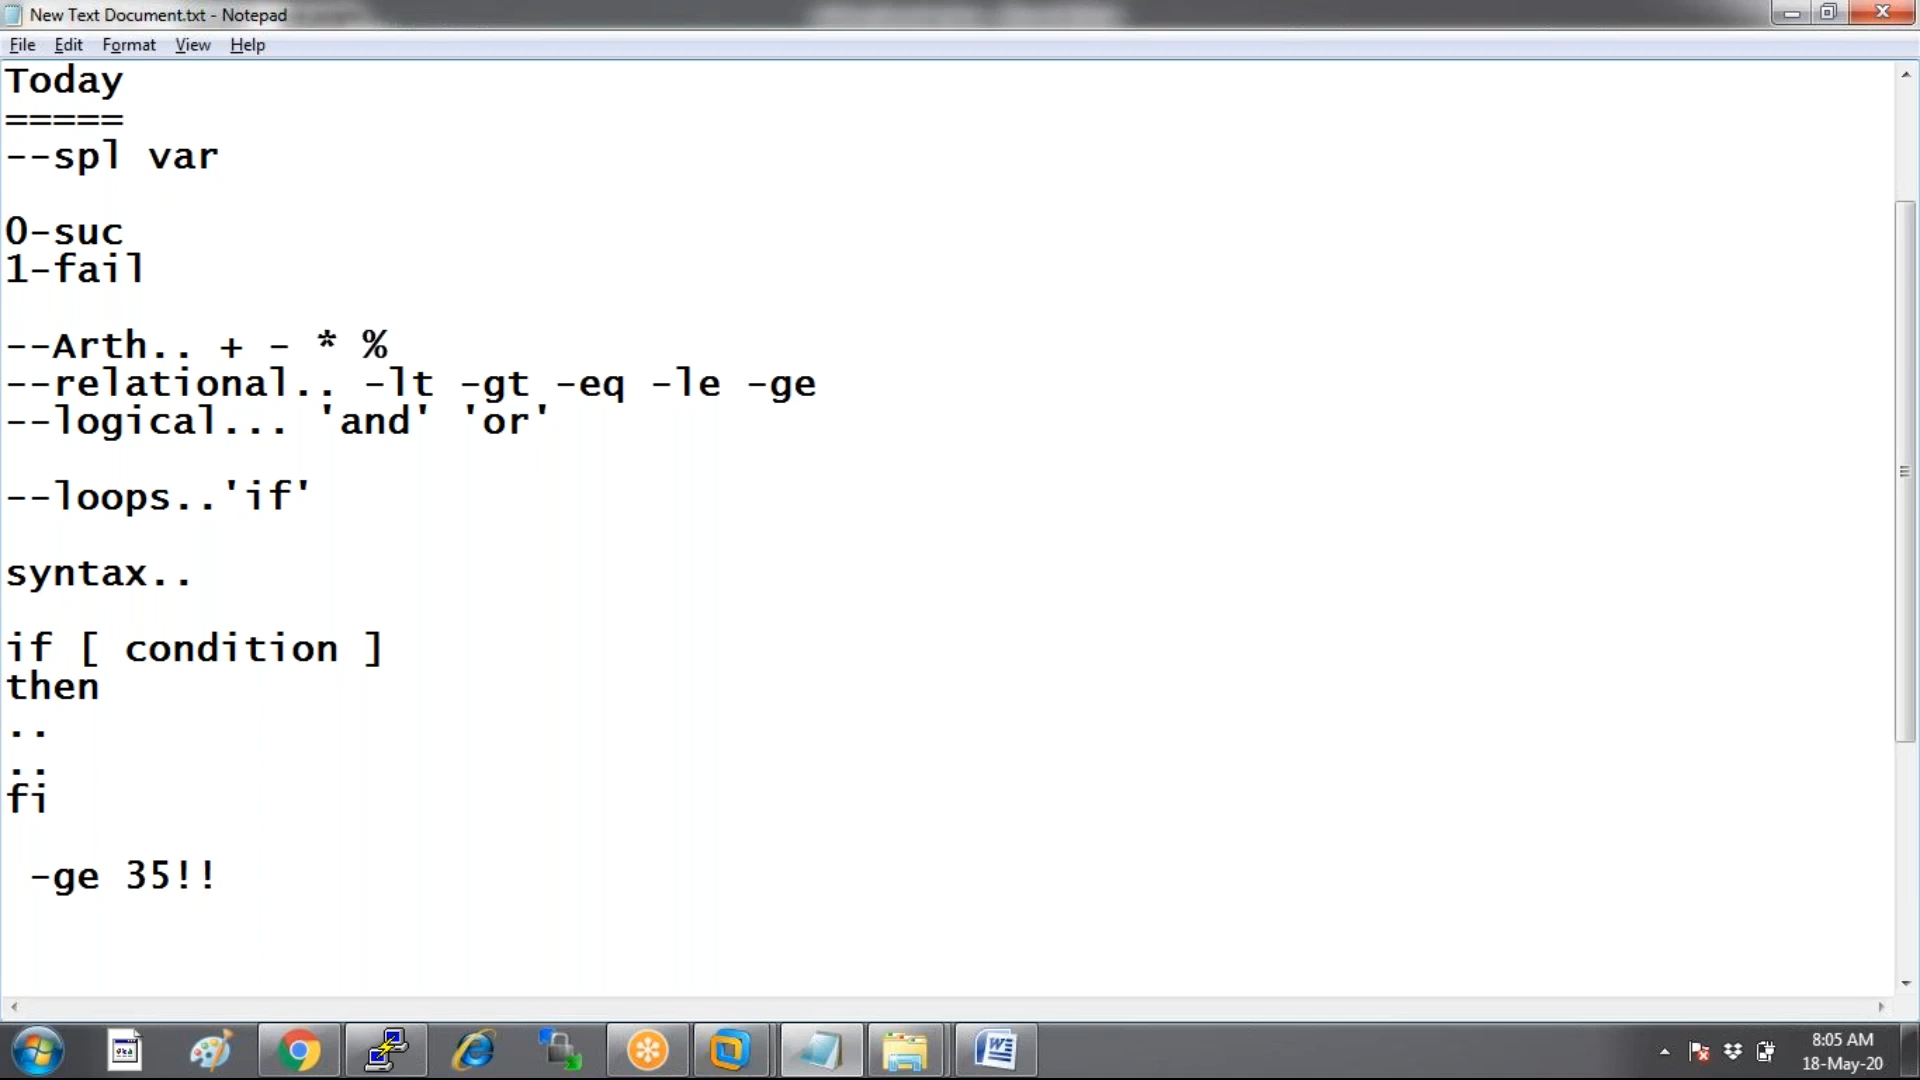 New Text Document.txt - Notepad
File Edit Format View Help
Today
=====
--spl var
0-suc
1-fail
--Arth.. + - * %
--relational.. -lt -gt -eq -le -ge
--logical... 'and' 'or'
--loops..'if'
syntax..
if [ condition ]
then
..
..
fi
-ge 35!!
8:05 AM
18-May-20